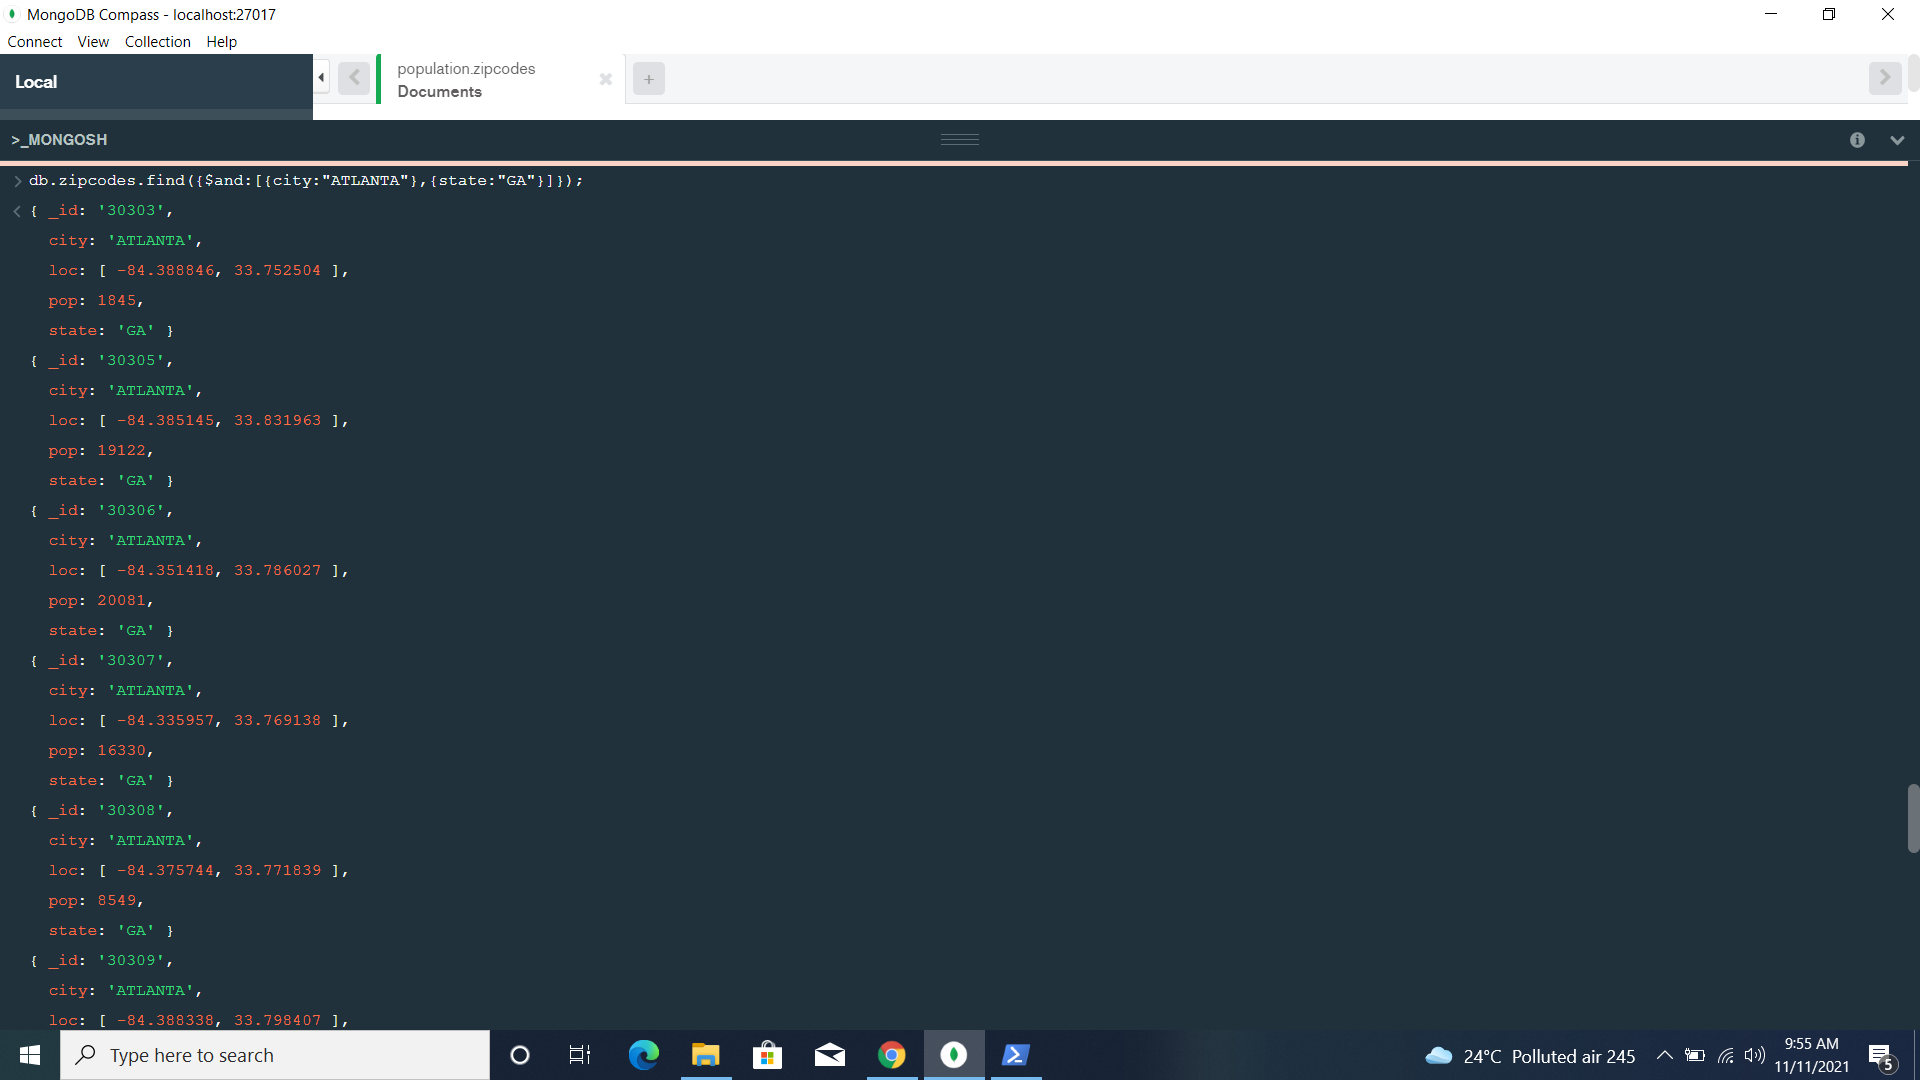 MongoDB Compass - localhost:27017
Connect View Collection Help
Local
population.zipcodes
Documents
>_MONGOSH
db.zipcodes.find({$and:[{city:"ATLANTA"},{state:"GA"}]});
{ _id: '30303',
city: 'ATLANTA',
loc: [ -84.388846, 33.752504 ],
pop: 1845,
state: 'GA' }
{ _id: '30305',
city: 'ATLANTA',
loc: [ -84.385145, 33.831963 ],
pop: 19122,
state: 'GA' }
{ _id: '30306',
city: 'ATLANTA',
loc: [ -84.351418, 33.786027 ],
pop: 20081,
state: 'GA' }
{ _id: '30307',
city: 'ATLANTA',
loc: [ -84.335957, 33.769138 ],
pop: 16330,
state: 'GA' }
{ _id: '30308',
city: 'ATLANTA',
loc: [ -84.375744, 33.771839 ],
pop: 8549,
state: 'GA' }
{ _id: '30309',
city: 'ATLANTA',
loc: [ -84.388338, 33.798407 ],
Type here to search
24°C Polluted air 245
9:55 AM
11/11/2021
5